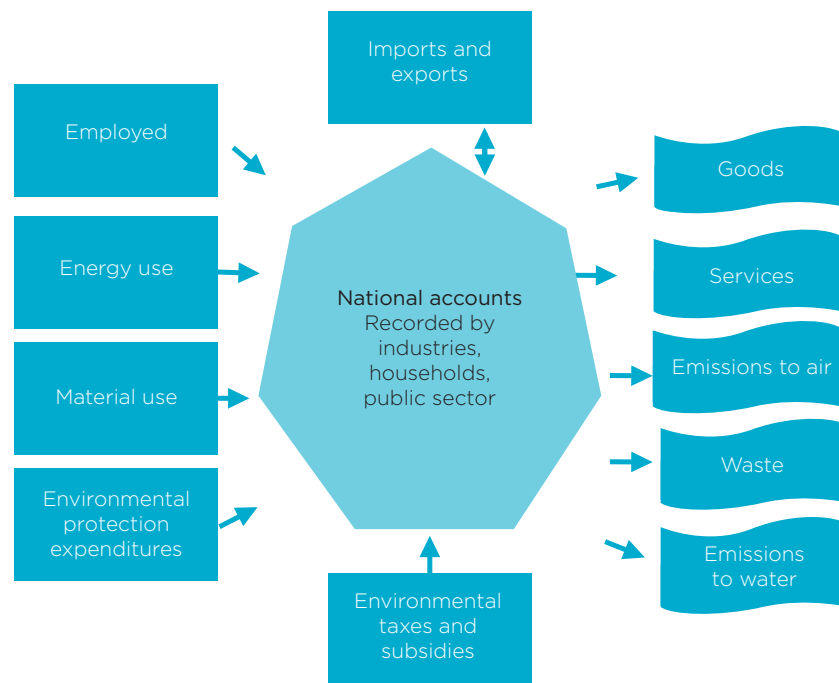 Imports and
exports
Employed
Energy use
Material use
Environmental
protection
expenditures
National accounts
Recorded by
industries,
households,
public sector
Environmental
taxes and
subsidies
Goods
Services
Emissions to air
Waste
Emissions
to water